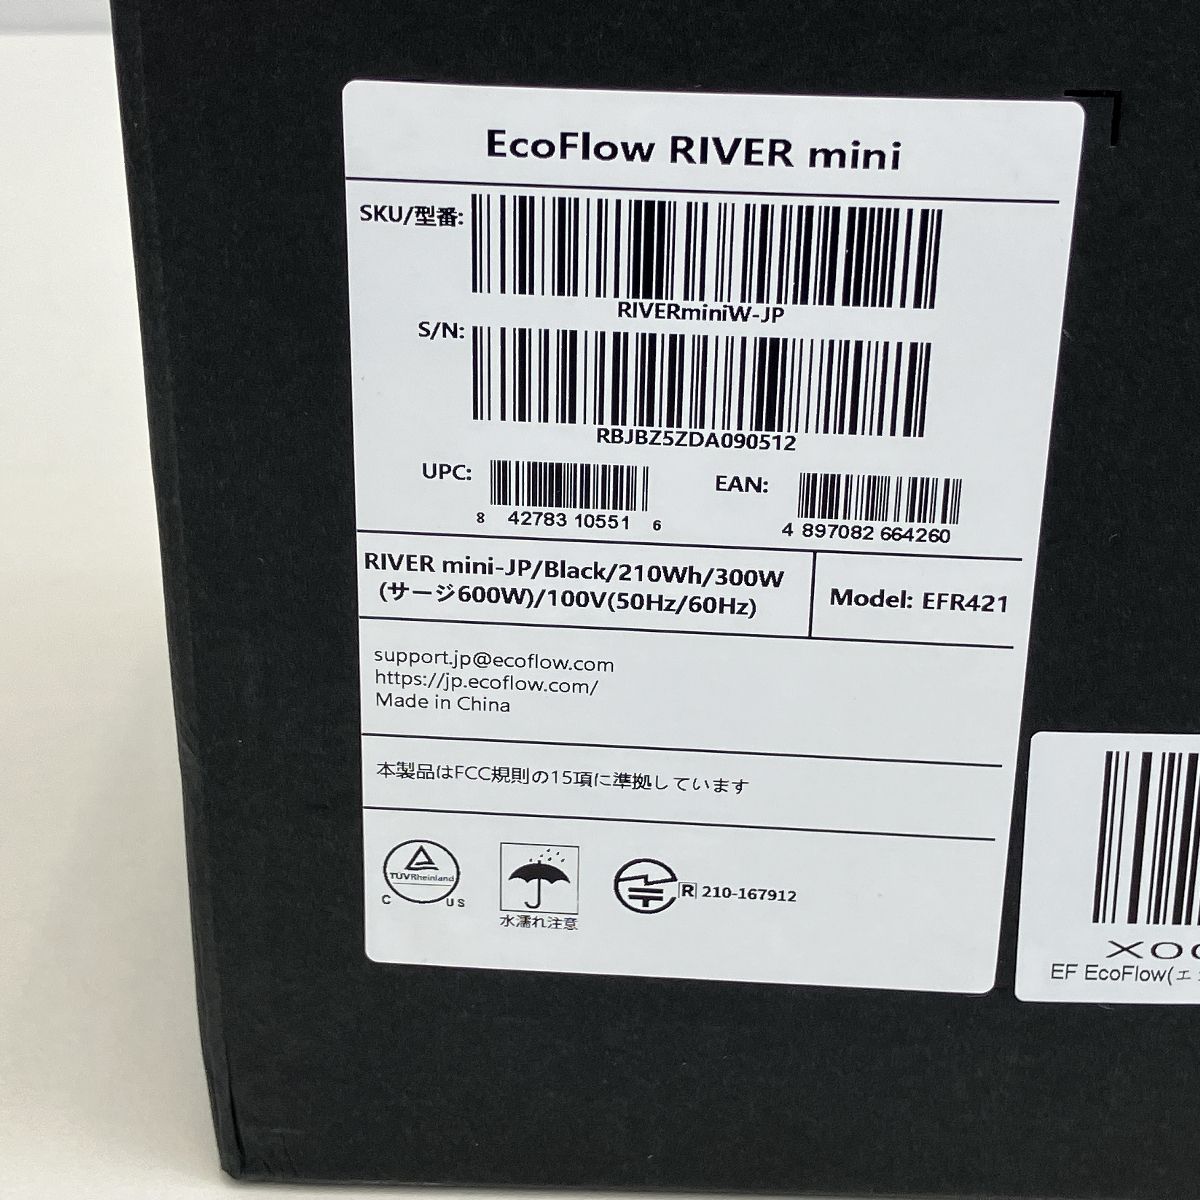 EcoFlow RIVER mini
SKU/型番:
RIVERminiW-JP
S/N:
RBJBZ5ZDA090512
UPC:
8 42783 10551 6
EAN:
4 897082 664260
RIVER mini-JP/Black/210Wh/300W
(サージ600W)/100V(50Hz/60Hz)
Model: EFR421
support.jp@ecoflow.com
https://jp.ecoflow.com/
Made in China
本製品はFCC規則の15項に準拠しています
TÜVRheinland
C US
水濡れ注意
R 210-167912
X00
EF EcoFlow(エ